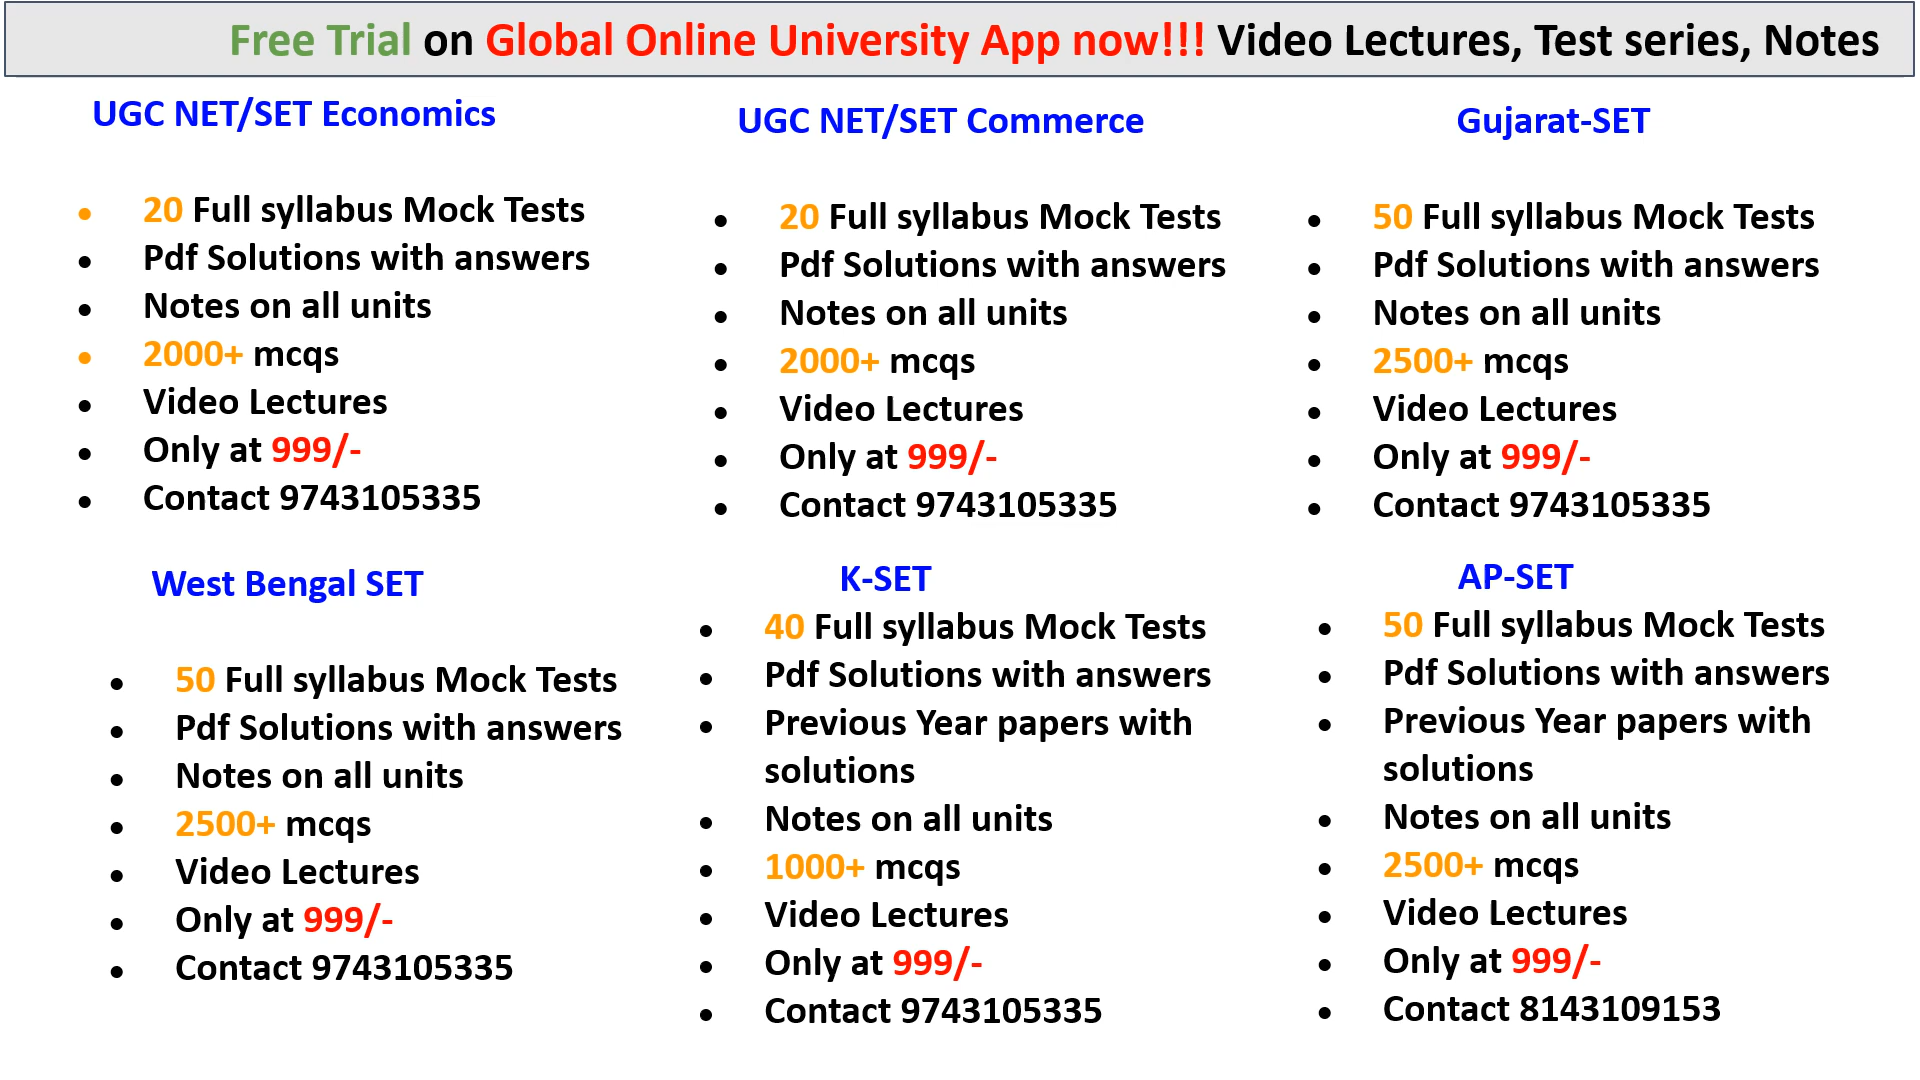 Free Trial on Global Online University App now!!! Video Lectures, Test series, Notes
UGC NET/SET Economics
• 20 Full syllabus Mock Tests
• Pdf Solutions with answers
• Notes on all units
• 2000+ mcqs
• Video Lectures
• Only at 999/-
• Contact 9743105335
UGC NET/SET Commerce
• 20 Full syllabus Mock Tests
• Pdf Solutions with answers
• Notes on all units
• 2000+ mcqs
• Video Lectures
• Only at 999/-
• Contact 9743105335
Gujarat-SET
• 50 Full syllabus Mock Tests
• Pdf Solutions with answers
• Notes on all units
• 2500+ mcqs
• Video Lectures
• Only at 999/-
• Contact 9743105335
West Bengal SET
• 50 Full syllabus Mock Tests
• Pdf Solutions with answers
• Notes on all units
• 2500+ mcqs
• Video Lectures
• Only at 999/-
• Contact 9743105335
K-SET
• 40 Full syllabus Mock Tests
• Pdf Solutions with answers
• Previous Year papers with
solutions
• Notes on all units
• 1000+ mcqs
• Video Lectures
• Only at 999/-
• Contact 9743105335
AP-SET
• 50 Full syllabus Mock Tests
• Pdf Solutions with answers
• Previous Year papers with
solutions
• Notes on all units
• 2500+ mcqs
• Video Lectures
• Only at 999/-
• Contact 8143109153